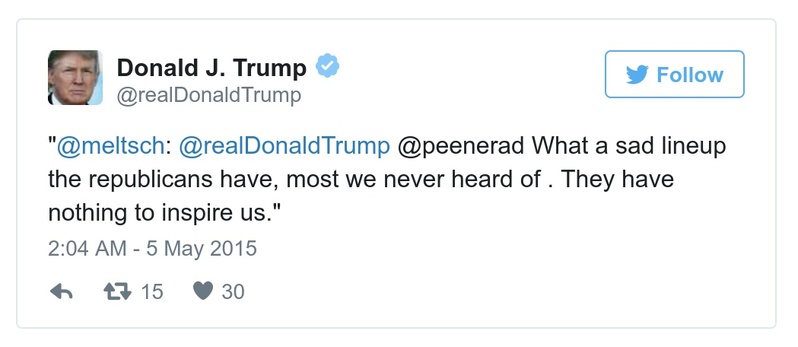 Donald J. Trump
@realDonaldTrump
Follow
"@meltsch: @realDonaldTrump @peenerad What a sad lineup
the republicans have, most we never heard of . They have
nothing to inspire us."
2:04 AM - 5 May 2015
15 30